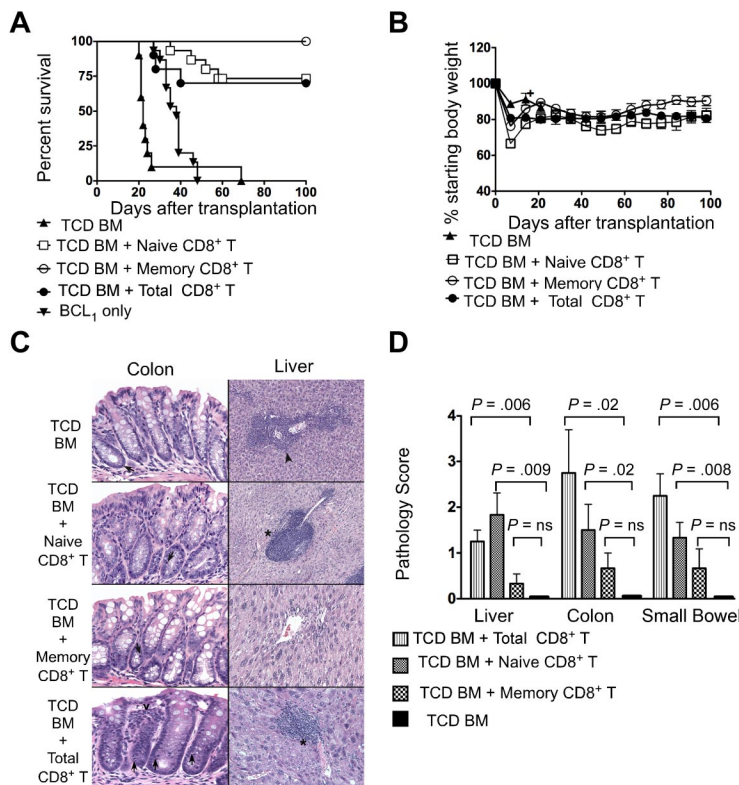 A
Percent survival
100
75
50
25
0
0 20 40 60 80 100
Days after transplantation
TCD BM
TCD BM + Naive CD8⁺ T
TCD BM + Memory CD8⁺ T
TCD BM + Total CD8⁺ T
BCL₁ only
B
% starting body weight
120
100
80
60
40
+
0 20 40 60 80 100
Days after transplantation
TCD BM
TCD BM + Naive CD8⁺ T
TCD BM + Memory CD8⁺ T
TCD BM + Total CD8⁺ T
C
Colon Liver
TCD
BM
TCD
BM
+
Naive
CD8⁺ T
*
TCD
BM
+
Memory
CD8⁺ T
TCD
BM
+
Total
CD8⁺ T
v
*
D
Pathology Score
4
3
2
1
0
P = .006 P = .02 P = .006
P = .009 P = .02 P = .008
P = ns P = ns P = ns
Liver Colon Small Bowel
TCD BM + Total CD8⁺ T
TCD BM + Naive CD8⁺ T
TCD BM + Memory CD8⁺ T
TCD BM